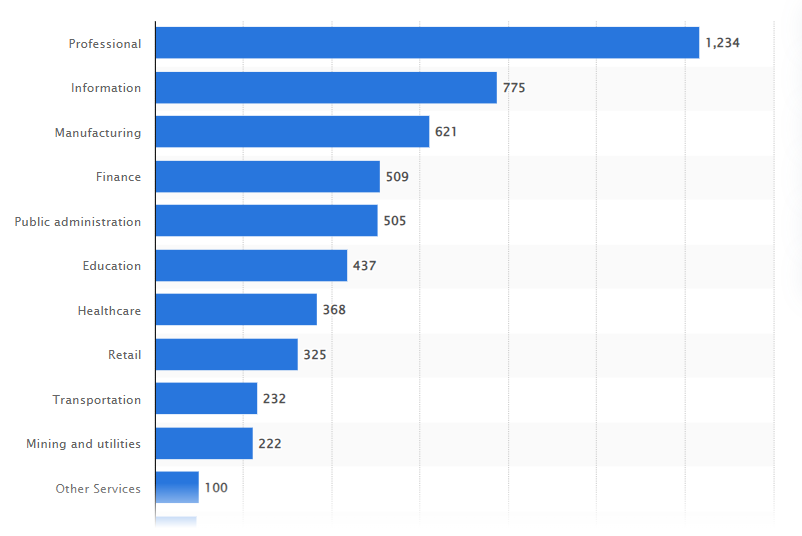 Professional 1,234
Information 775
Manufacturing 621
Finance 509
Public administration 505
Education 437
Healthcare 368
Retail 325
Transportation 232
Mining and utilities 222
Other Services 100